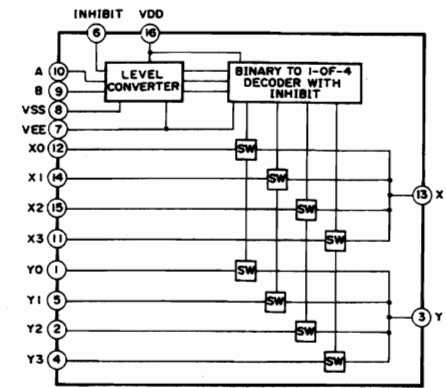 INHIBIT VDD
6 16
A 10
B 9
VSS 8
VEE 7
LEVEL
CONVERTER
BINARY TO 1-OF-4
DECODER WITH
INHIBIT
X0 12 SW
X1 14 SW
X2 15 SW
X3 11 SW
13 X
Y0 1 SW
Y1 5 SW
Y2 2 SW
Y3 4 SW
3 Y